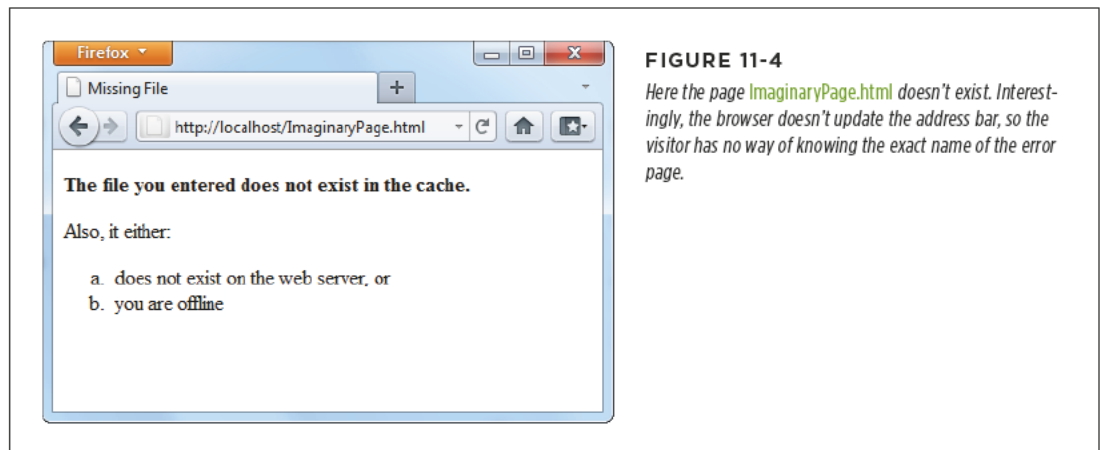 Firefox
Missing File
http://localhost/ImaginaryPage.html
The file you entered does not exist in the cache.
Also, it either:
a. does not exist on the web server, or
b. you are offline
FIGURE 11-4
Here the page ImaginaryPage.html doesn't exist. Interest-
ingly, the browser doesn't update the address bar, so the
visitor has no way of knowing the exact name of the error
page.